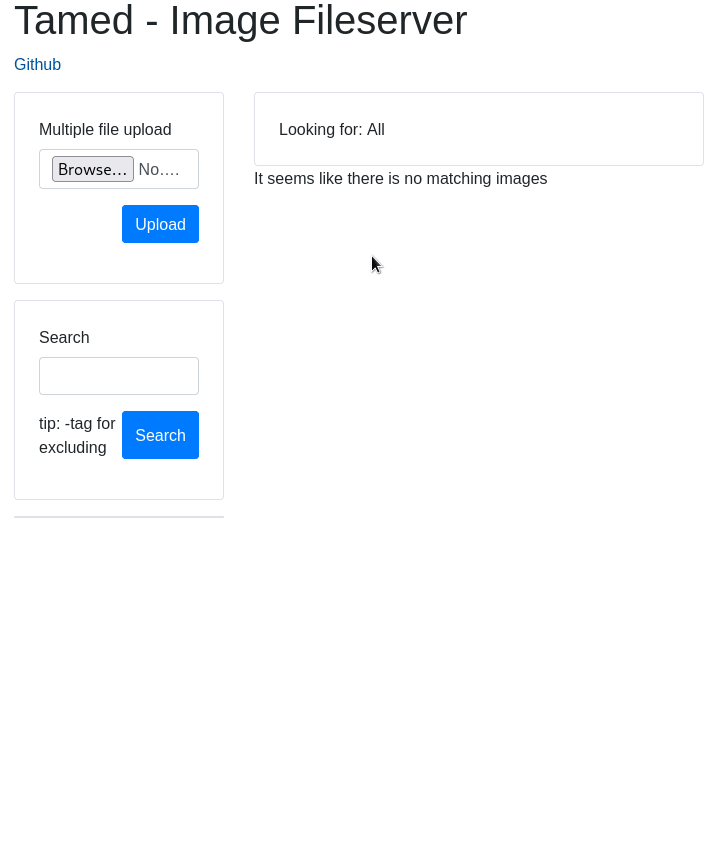 Tamed - Image Fileserver
Github
Multiple file upload
Browse... No....
Upload
Search
tip: -tag for
excluding
Search
Looking for: All
It seems like there is no matching images